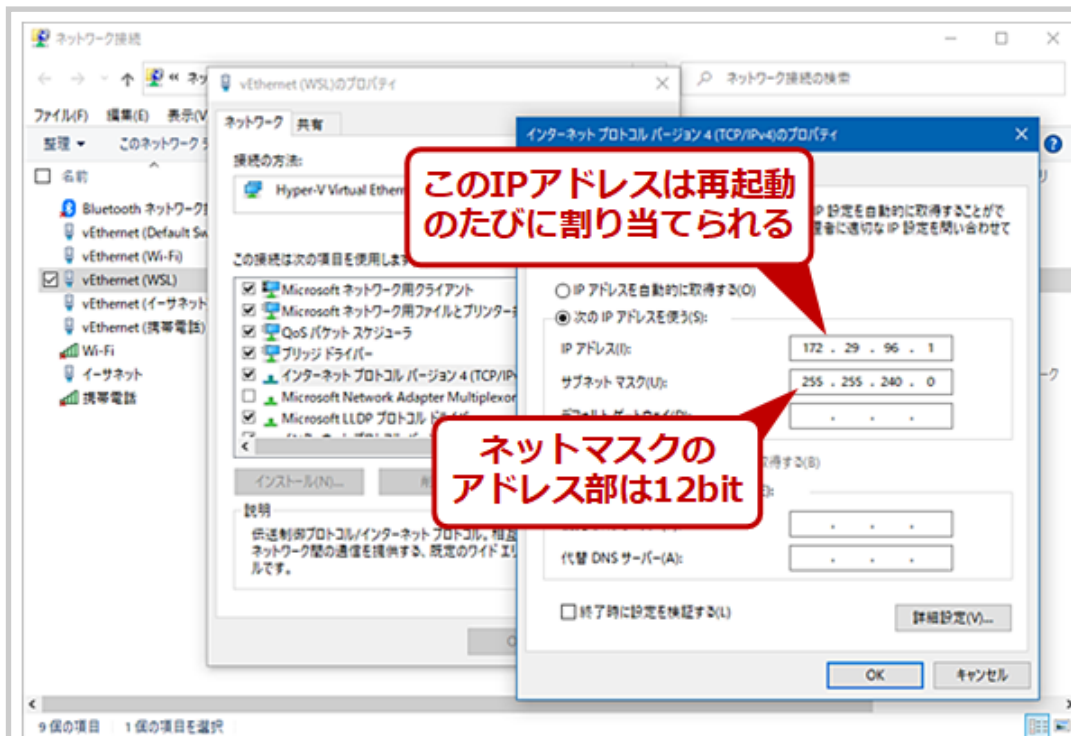 ネットワーク接続
« ネッ
ネットワーク接続の検索
ファイル(F) 編集(E) 表示(V
整理 このネットワーク
名前
Bluetooth ネットワーク
vEthernet (Default Sw
vEthernet (Wi-Fi)
vEthernet (WSL)
vEthernet (イーサネット
vEthernet (携帯電話)
Wi-Fi
イーサネット
携帯電話
9 個の項目 1 個の項目を選択
vEthernet (WSL)のプロパティ
ネットワーク 共有
接続の方法:
Hyper-V Virtual Ethern
この接続は次の項目を使用します
Microsoft ネットワーク用クライアント
Microsoft ネットワーク用ファイルとプリンター
QoS パケット スケジューラ
ブリッジ ドライバー
インターネット プロトコル バージョン 4 (TCP/IP
Microsoft Network Adapter Multiplexor
Microsoft LLDP プロトコル ドライバー
インストール(N)...
説明
伝送制御プロトコル/インターネット プロトコル。相互
ネットワーク間の通信を提供する、既定のワイド エリ
ルです。
インターネット プロトコル バージョン 4 (TCP/IPv4)のプロパティ
このIPアドレスは再起動
のたびに割り当てられる
IP 設定を自動的に取得することがで
適切な IP 設定を問い合わせて
IP アドレスを自動的に取得する(O)
次の IP アドレスを使う(S):
IP アドレス(I): 172 . 29 . 96 . 1
サブネット マスク(U): 255 . 255 . 240 . 0
ネットマスクの
アドレス部は12bit
取得する(B)
代替 DNS サーバー(A):
終了時に設定を検証する(L)
詳細設定(V)...
OK キャンセル